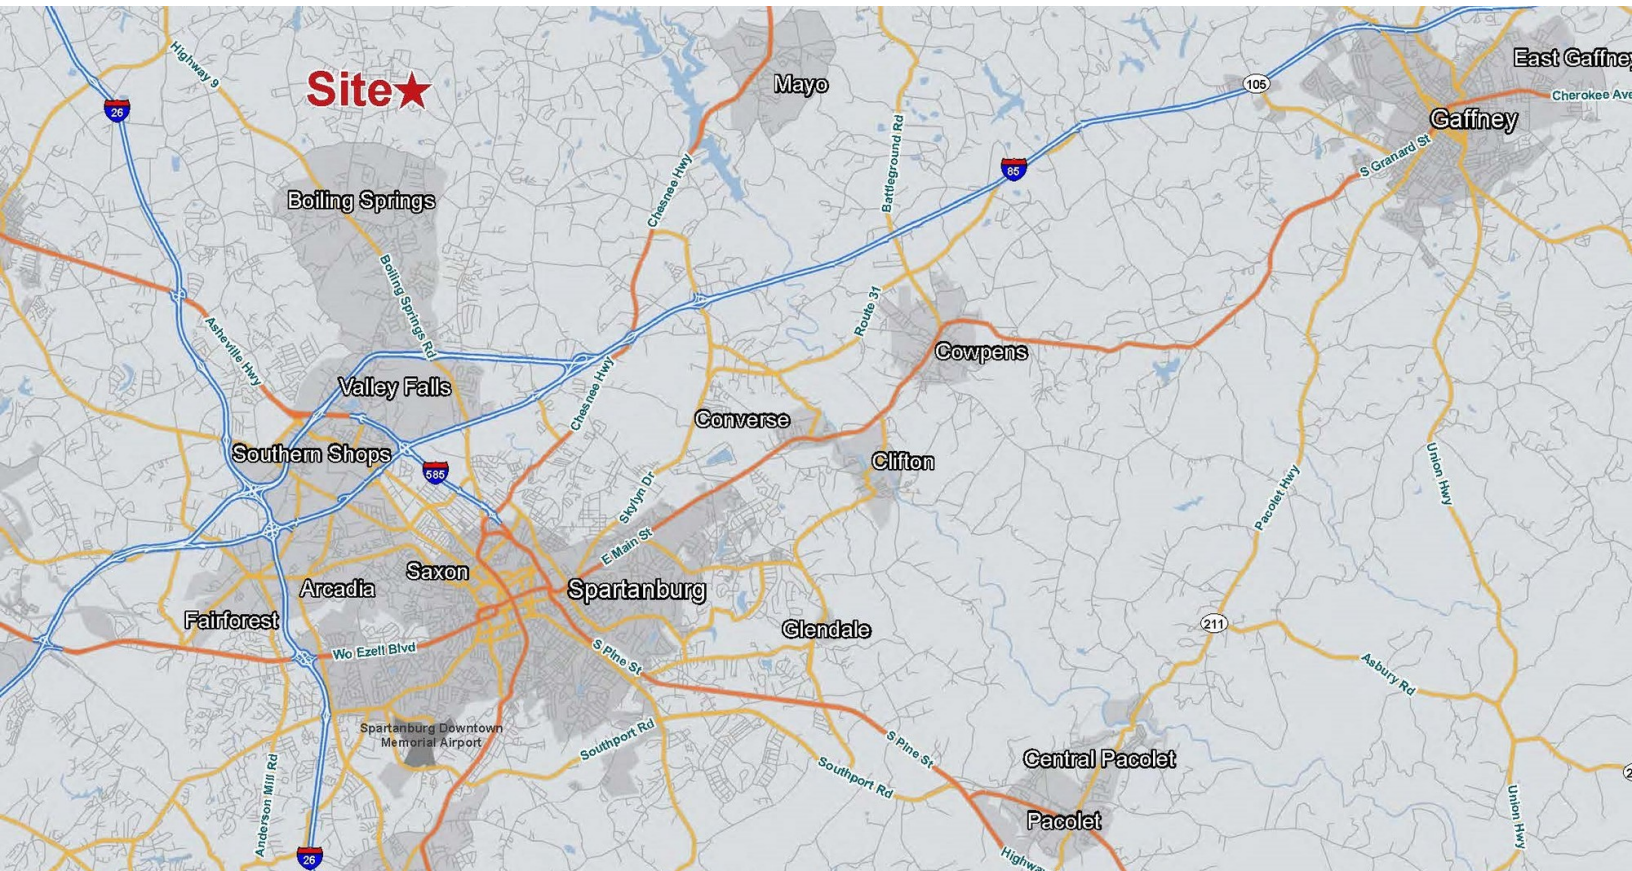 Highway 9
Site
26
Mayo
105
East Gaffney
Cherokee Ave
Gaffney
S Granard St
Battleground Rd
85
Chesnee Hwy
Boiling Springs
Boiling Springs Rd
Route 31
Asheville Hwy
Cowpens
Valley Falls
Chesnee Hwy
Converse
Southern Shops
585
Clifton
Skylyn Dr
Union Hwy
Pacolet Hwy
E Main St
Saxon
Arcadia
Spartanburg
Fairforest
Glendale
211
Wo Ezell Blvd
S Pine St
Asbury Rd
Spartanburg Downtown
Memorial Airport
Southport Rd
S Pine St
Central Pacolet
Southport Rd
Anderson Mill Rd
Pacolet
Union Hwy
26
Highway